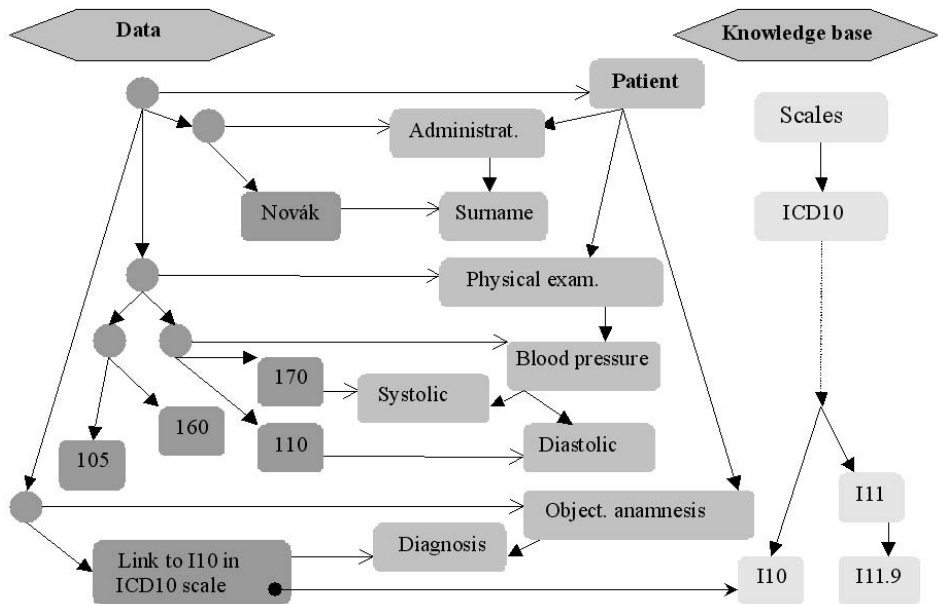 Data
Knowledge base
Patient
Scales
Administrat.
Novák
Surname
ICD10
Physical exam.
Blood pressure
170
Systolic
160
110
105
Diastolic
I11
Object. anamnesis
Diagnosis
Link to I10 in
ICD10 scale
I10
I11.9